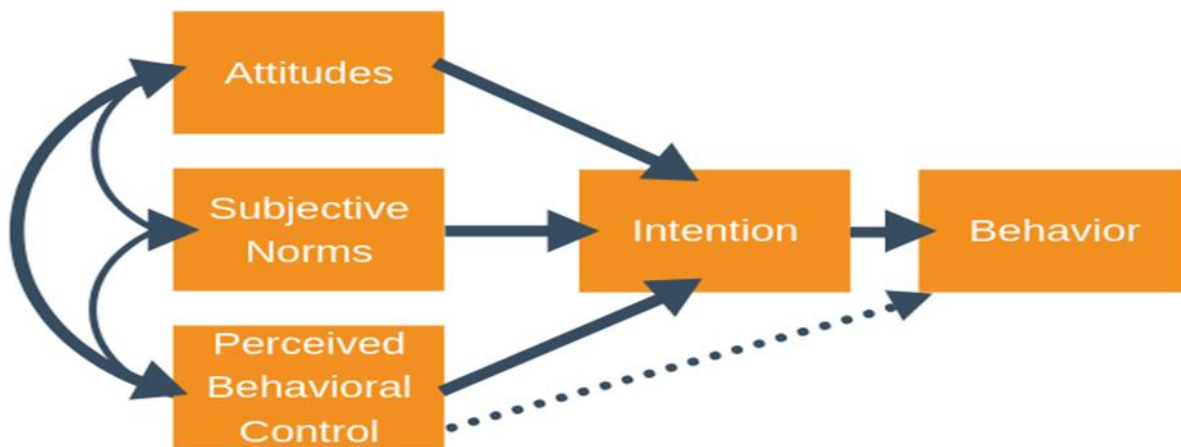 Attitudes
Subjective
Norms
Perceived
Behavioral
Control
Intention
Behavior